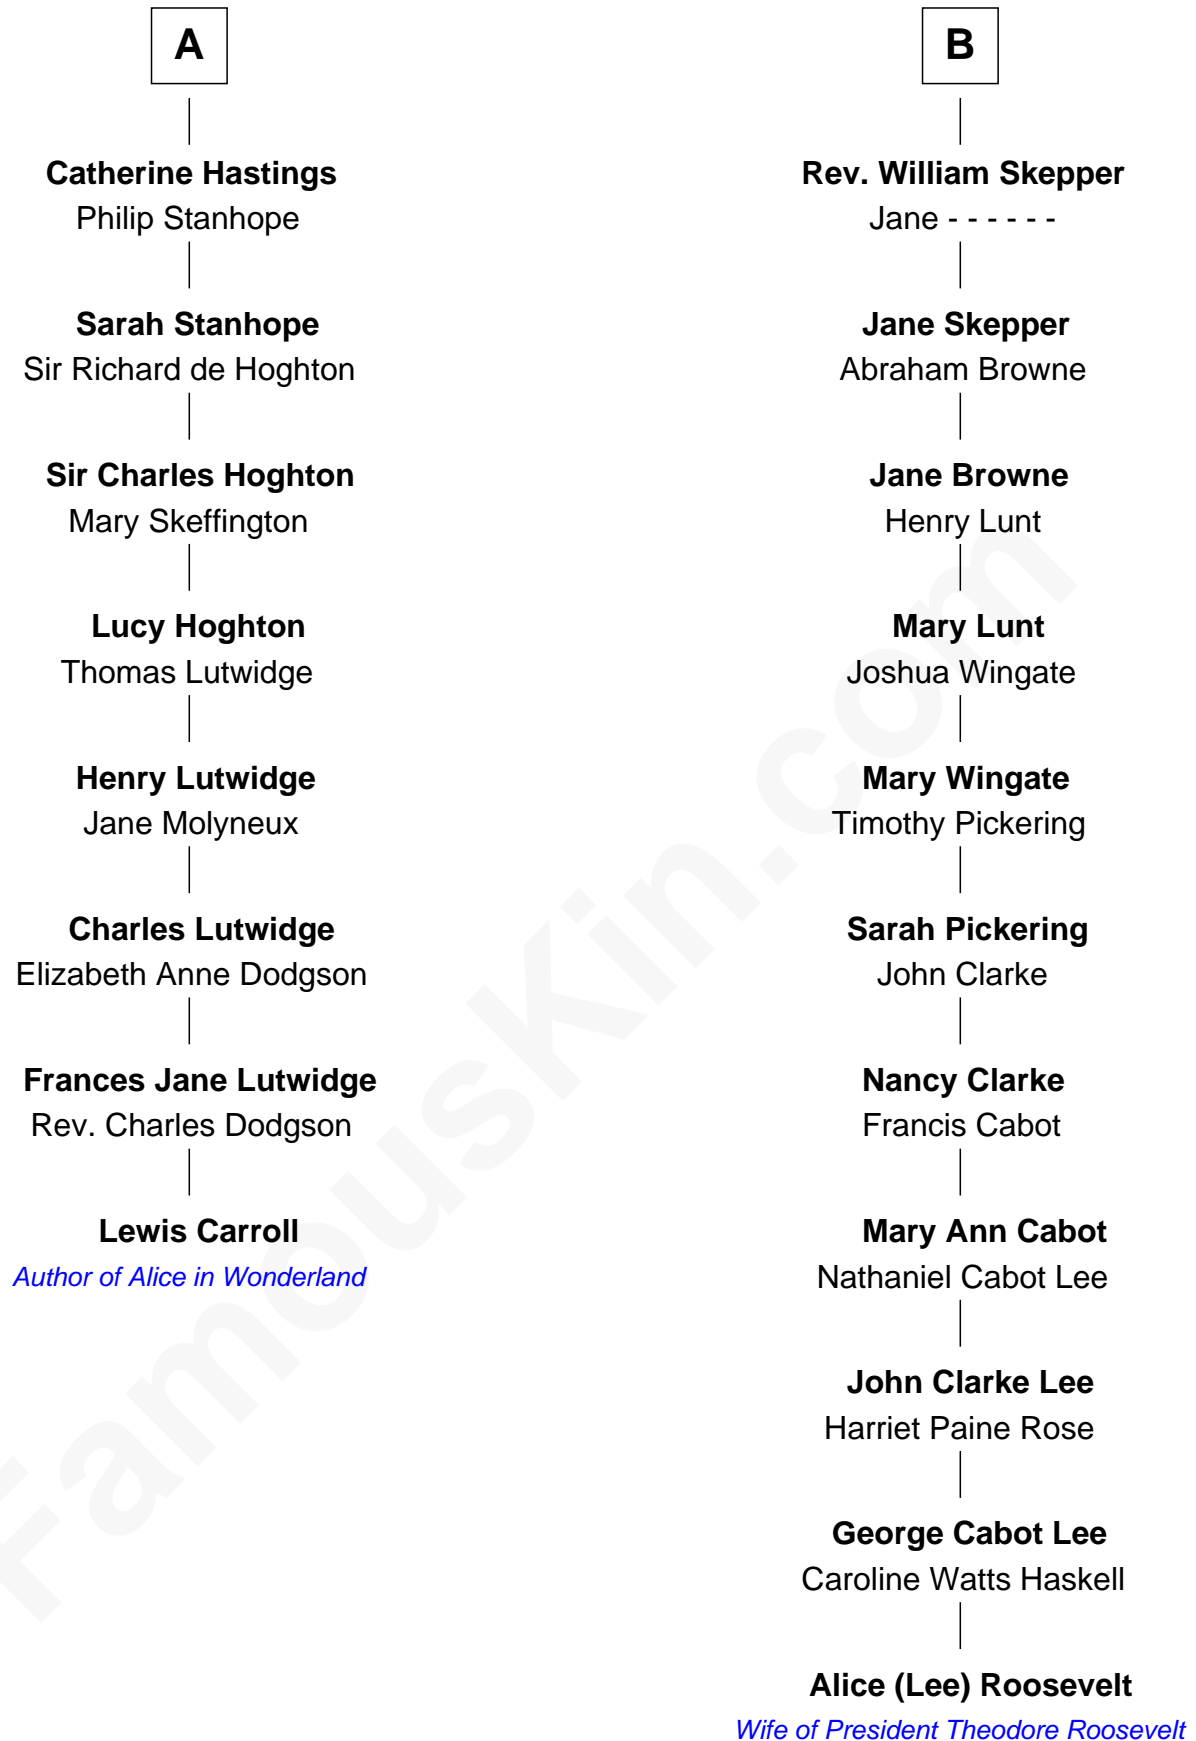 A
Catherine Hastings
Philip Stanhope
Sarah Stanhope
Sir Richard de Hoghton
Sir Charles Hoghton
Mary Skeffington
Lucy Hoghton
Thomas Lutwidge
Henry Lutwidge
Jane Molyneux
Charles Lutwidge
Elizabeth Anne Dodgson
Frances Jane Lutwidge
Rev. Charles Dodgson
Lewis Carroll
Author of Alice in Wonderland
B
Rev. William Skepper
Jane - - - - - -
Jane Skepper
Abraham Browne
Jane Browne
Henry Lunt
Mary Lunt
Joshua Wingate
Mary Wingate
Timothy Pickering
Sarah Pickering
John Clarke
Nancy Clarke
Francis Cabot
Mary Ann Cabot
Nathaniel Cabot Lee
John Clarke Lee
Harriet Paine Rose
George Cabot Lee
Caroline Watts Haskell
Alice (Lee) Roosevelt
Wife of President Theodore Roosevelt
FamousKin.com